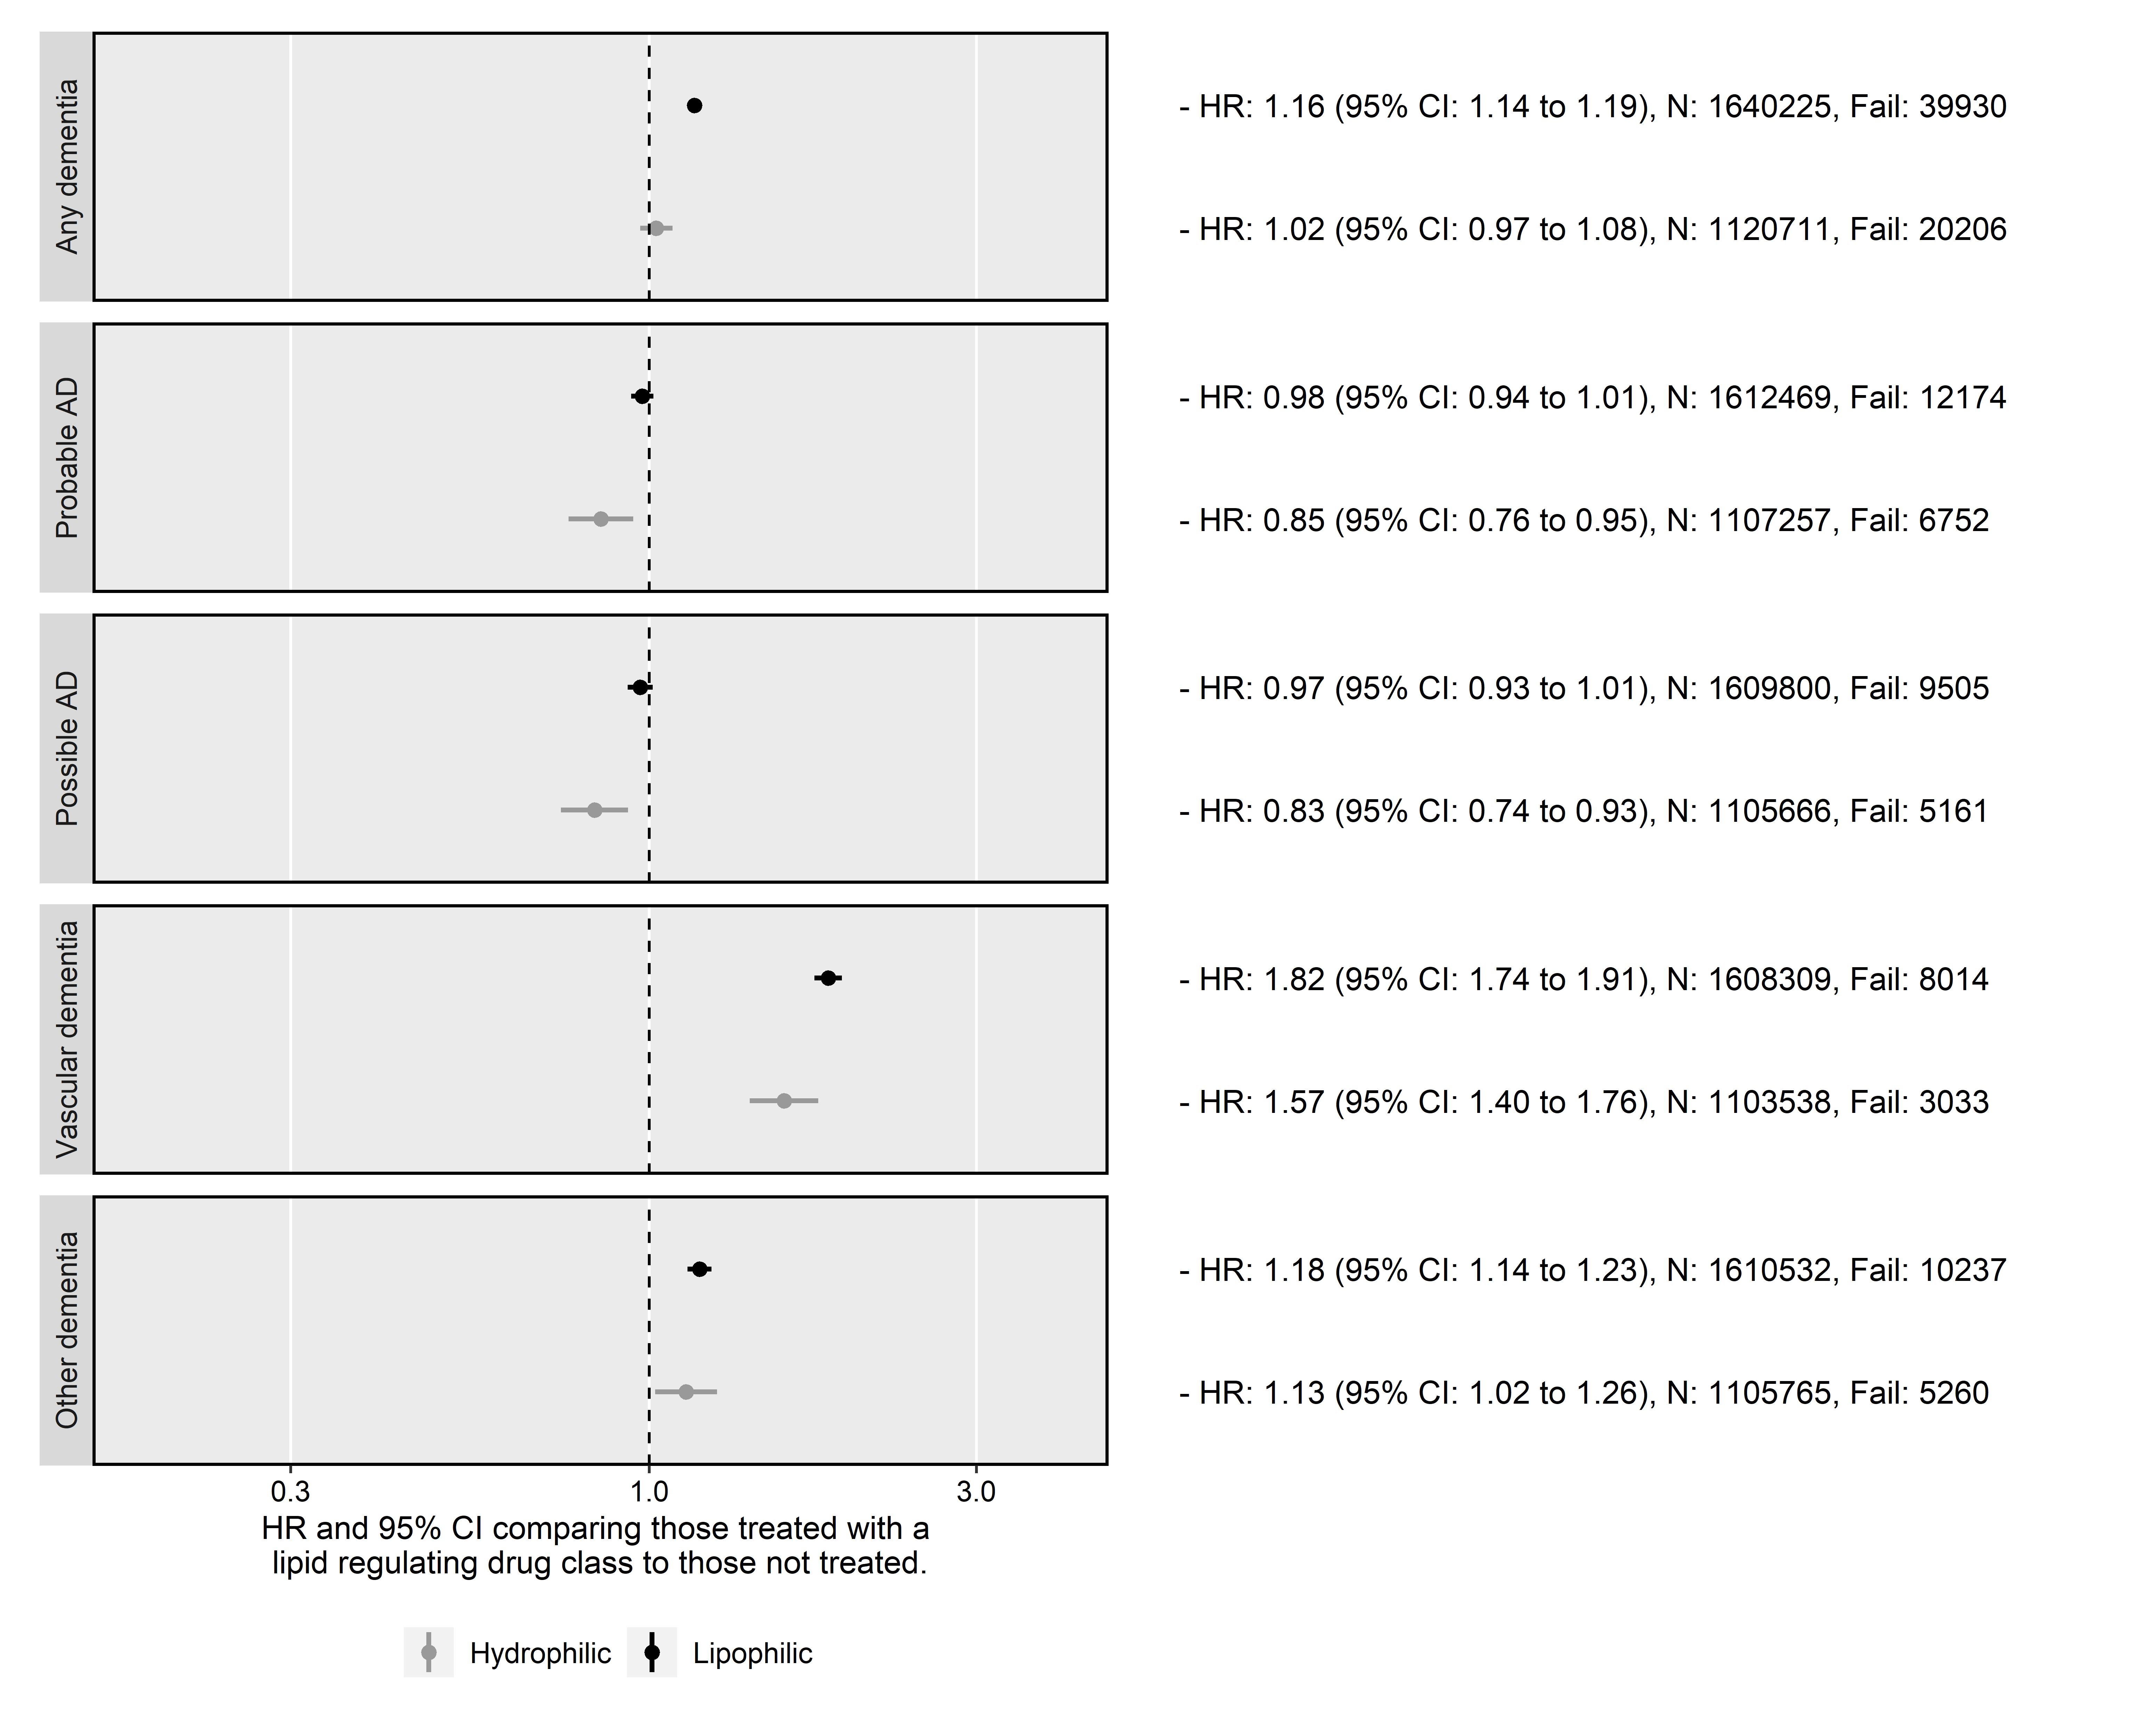 Any dementia
- HR: 1.16 (95% CI: 1.14 to 1.19), N: 1640225, Fail: 39930
- HR: 1.02 (95% CI: 0.97 to 1.08), N: 1120711, Fail: 20206
Probable AD
- HR: 0.98 (95% CI: 0.94 to 1.01), N: 1612469, Fail: 12174
- HR: 0.85 (95% CI: 0.76 to 0.95), N: 1107257, Fail: 6752
Possible AD
- HR: 0.97 (95% CI: 0.93 to 1.01), N: 1609800, Fail: 9505
- HR: 0.83 (95% CI: 0.74 to 0.93), N: 1105666, Fail: 5161
Vascular dementia
- HR: 1.82 (95% CI: 1.74 to 1.91), N: 1608309, Fail: 8014
- HR: 1.57 (95% CI: 1.40 to 1.76), N: 1103538, Fail: 3033
Other dementia
- HR: 1.18 (95% CI: 1.14 to 1.23), N: 1610532, Fail: 10237
- HR: 1.13 (95% CI: 1.02 to 1.26), N: 1105765, Fail: 5260
0.3 1.0 3.0
HR and 95% CI comparing those treated with a
lipid regulating drug class to those not treated.
Hydrophilic Lipophilic